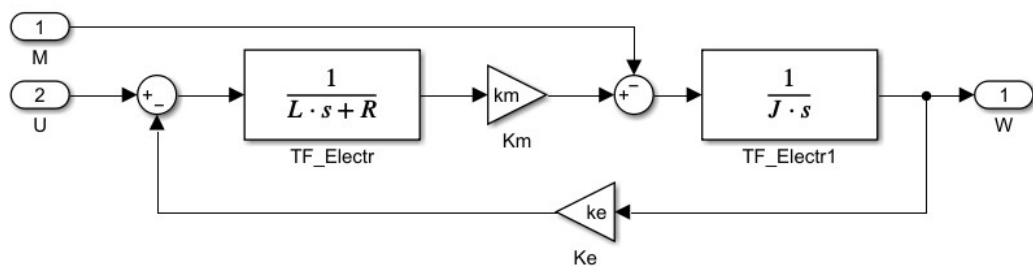 1
M
2
U
+
−
1
L · s + R
TF_Electr
km
Km
+
−
1
J · s
TF_Electr1
1
W
ke
Ke